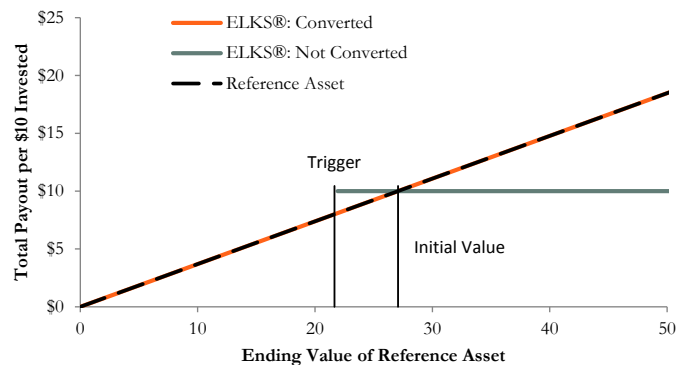 ELKS®: Converted
ELKS®: Not Converted
Reference Asset
Total Payout per $10 Invested
$25
$20
$15
$10
$5
$0
Trigger
Initial Value
0 10 20 30 40 50
Ending Value of Reference Asset